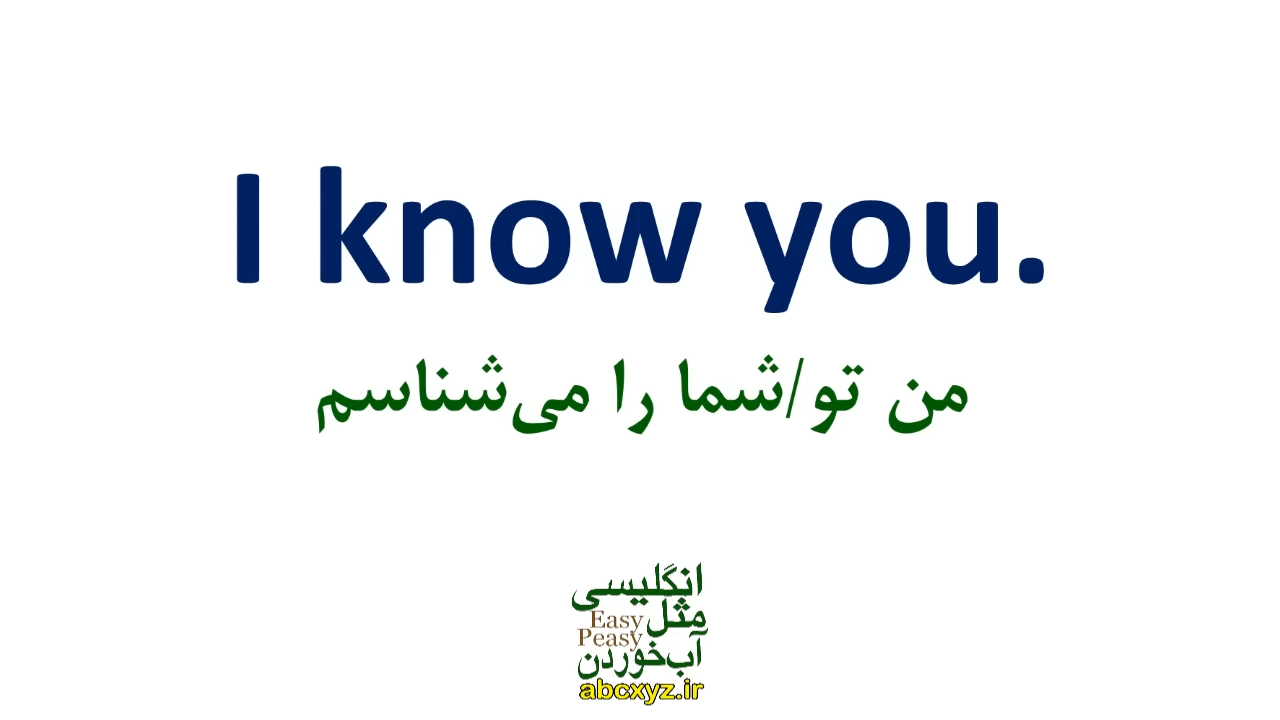 I know you.
من تو/شما را می‌شناسم
انگلیسی
مثل
Easy
Peasy
آب‌خوردن
abcxyz.ir